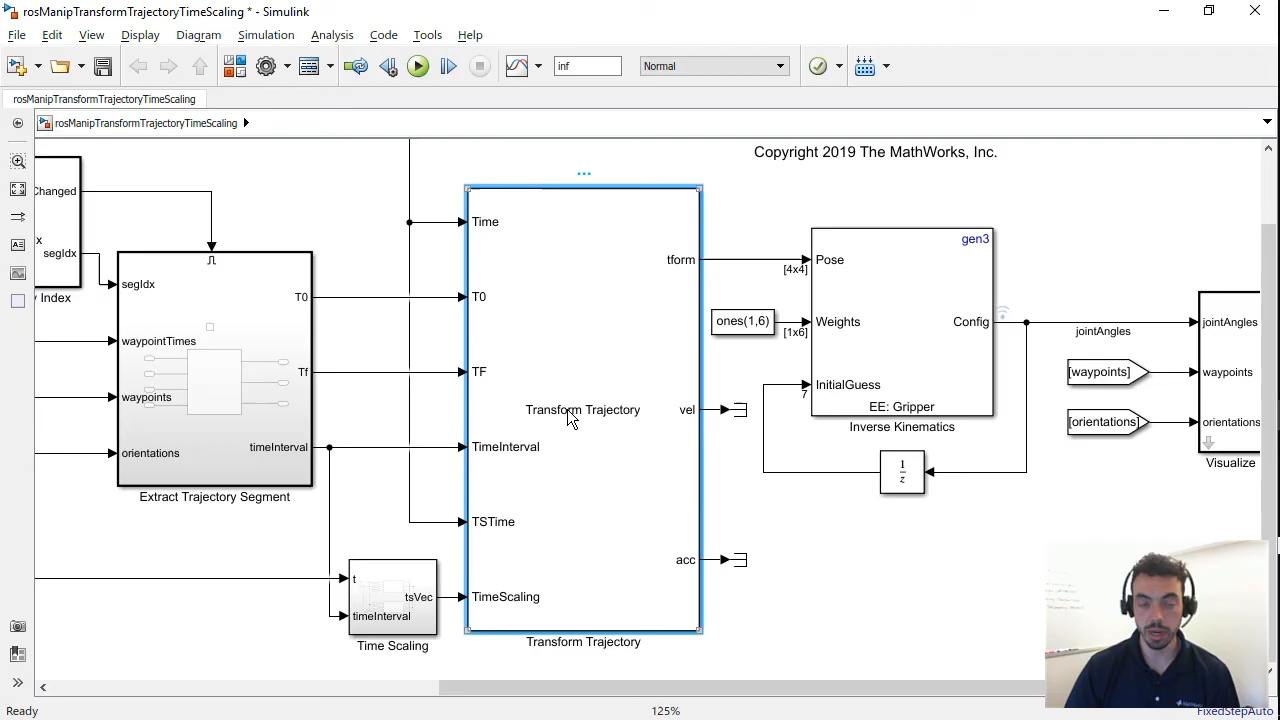 rosManipTransformTrajectoryTimeScaling * - Simulink
File Edit View Display Diagram Simulation Analysis Code Tools Help
inf
Normal
rosManipTransformTrajectoryTimeScaling
rosManipTransformTrajectoryTimeScaling
Copyright 2019 The MathWorks, Inc.
Changed
x
segIdx
y Index
segIdx
waypointTimes
waypoints
orientations
T0
Tf
timeInterval
Extract Trajectory Segment
t
timeInterval
tsVec
Time Scaling
Time
T0
TF
TimeInterval
TSTime
TimeScaling
Transform Trajectory
tform
vel
acc
Transform Trajectory
[4x4]
ones(1,6)
[1x6]
7
gen3
Pose
Weights
InitialGuess
Config
EE: Gripper
Inverse Kinematics
1
z
jointAngles
[waypoints]
[orientations]
jointAngles
waypoints
orientations
Visualize
Ready
125%
FixedStepAuto